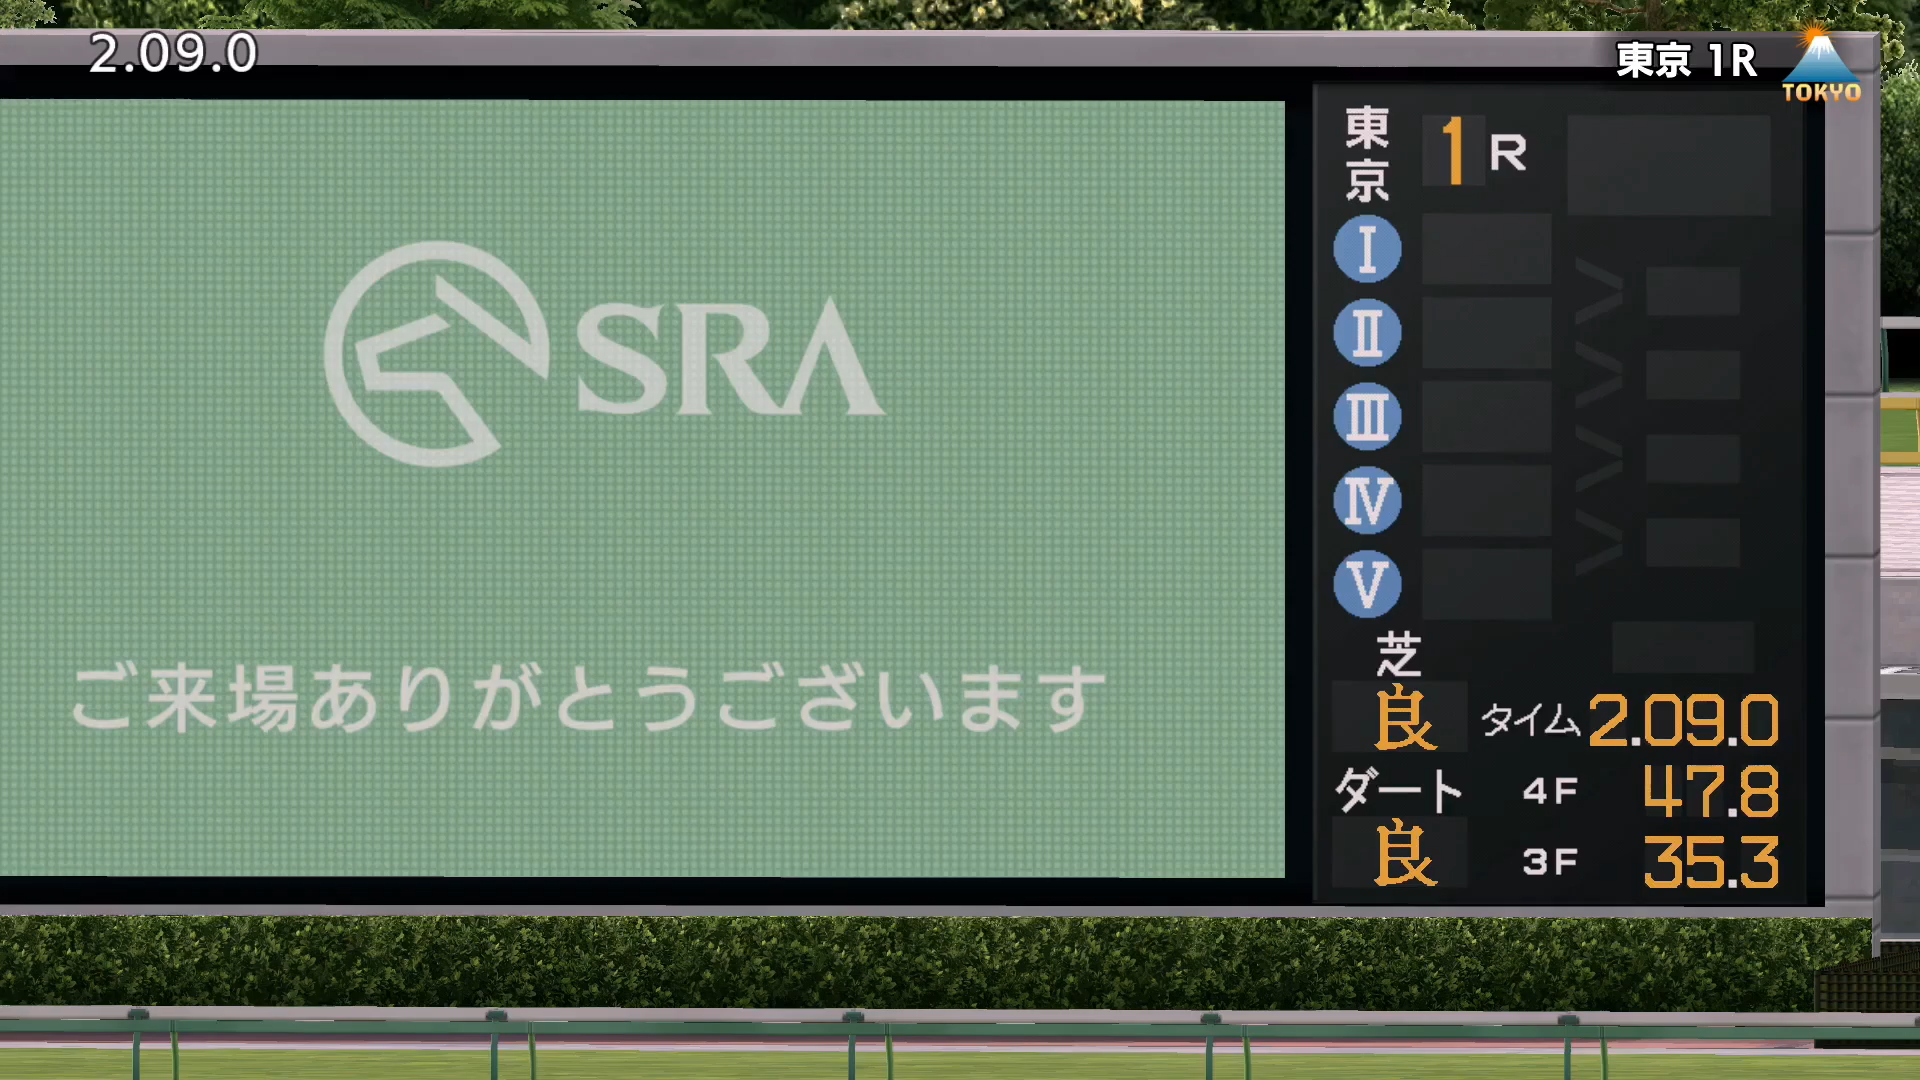 2.09.0
東京 1R
TOKYO
SRA
ご来場ありがとうございます
東京 1 R
Ⅰ
Ⅱ
Ⅲ
Ⅳ
Ⅴ
芝
良 タイム 2.09.0
ダート 4F 47.8
良 3F 35.3